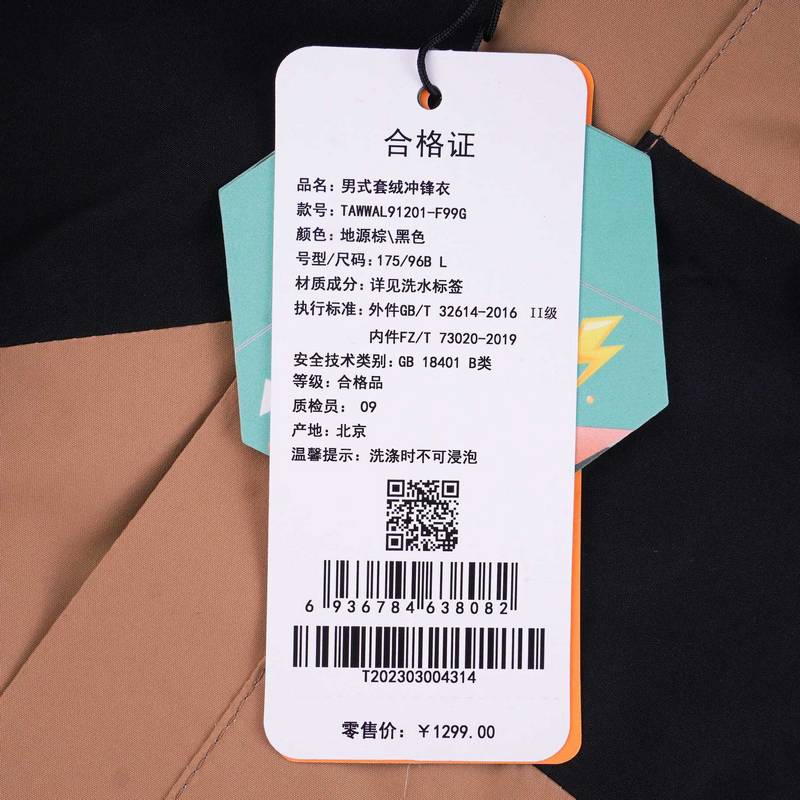 合格证
品名: 男式套绒冲锋衣
款号: TAWWAL91201-F99G
颜色: 地源棕\黑色
号型/尺码: 175/96B L
材质成分: 详见洗水标签
执行标准: 外件GB/T 32614-2016 II级
内件FZ/T 73020-2019
安全技术类别: GB 18401 B类
等级: 合格品
质检员: 09
产地: 北京
温馨提示: 洗涤时不可浸泡
6 936784 638082
T202303004314
零售价: ￥1299.00